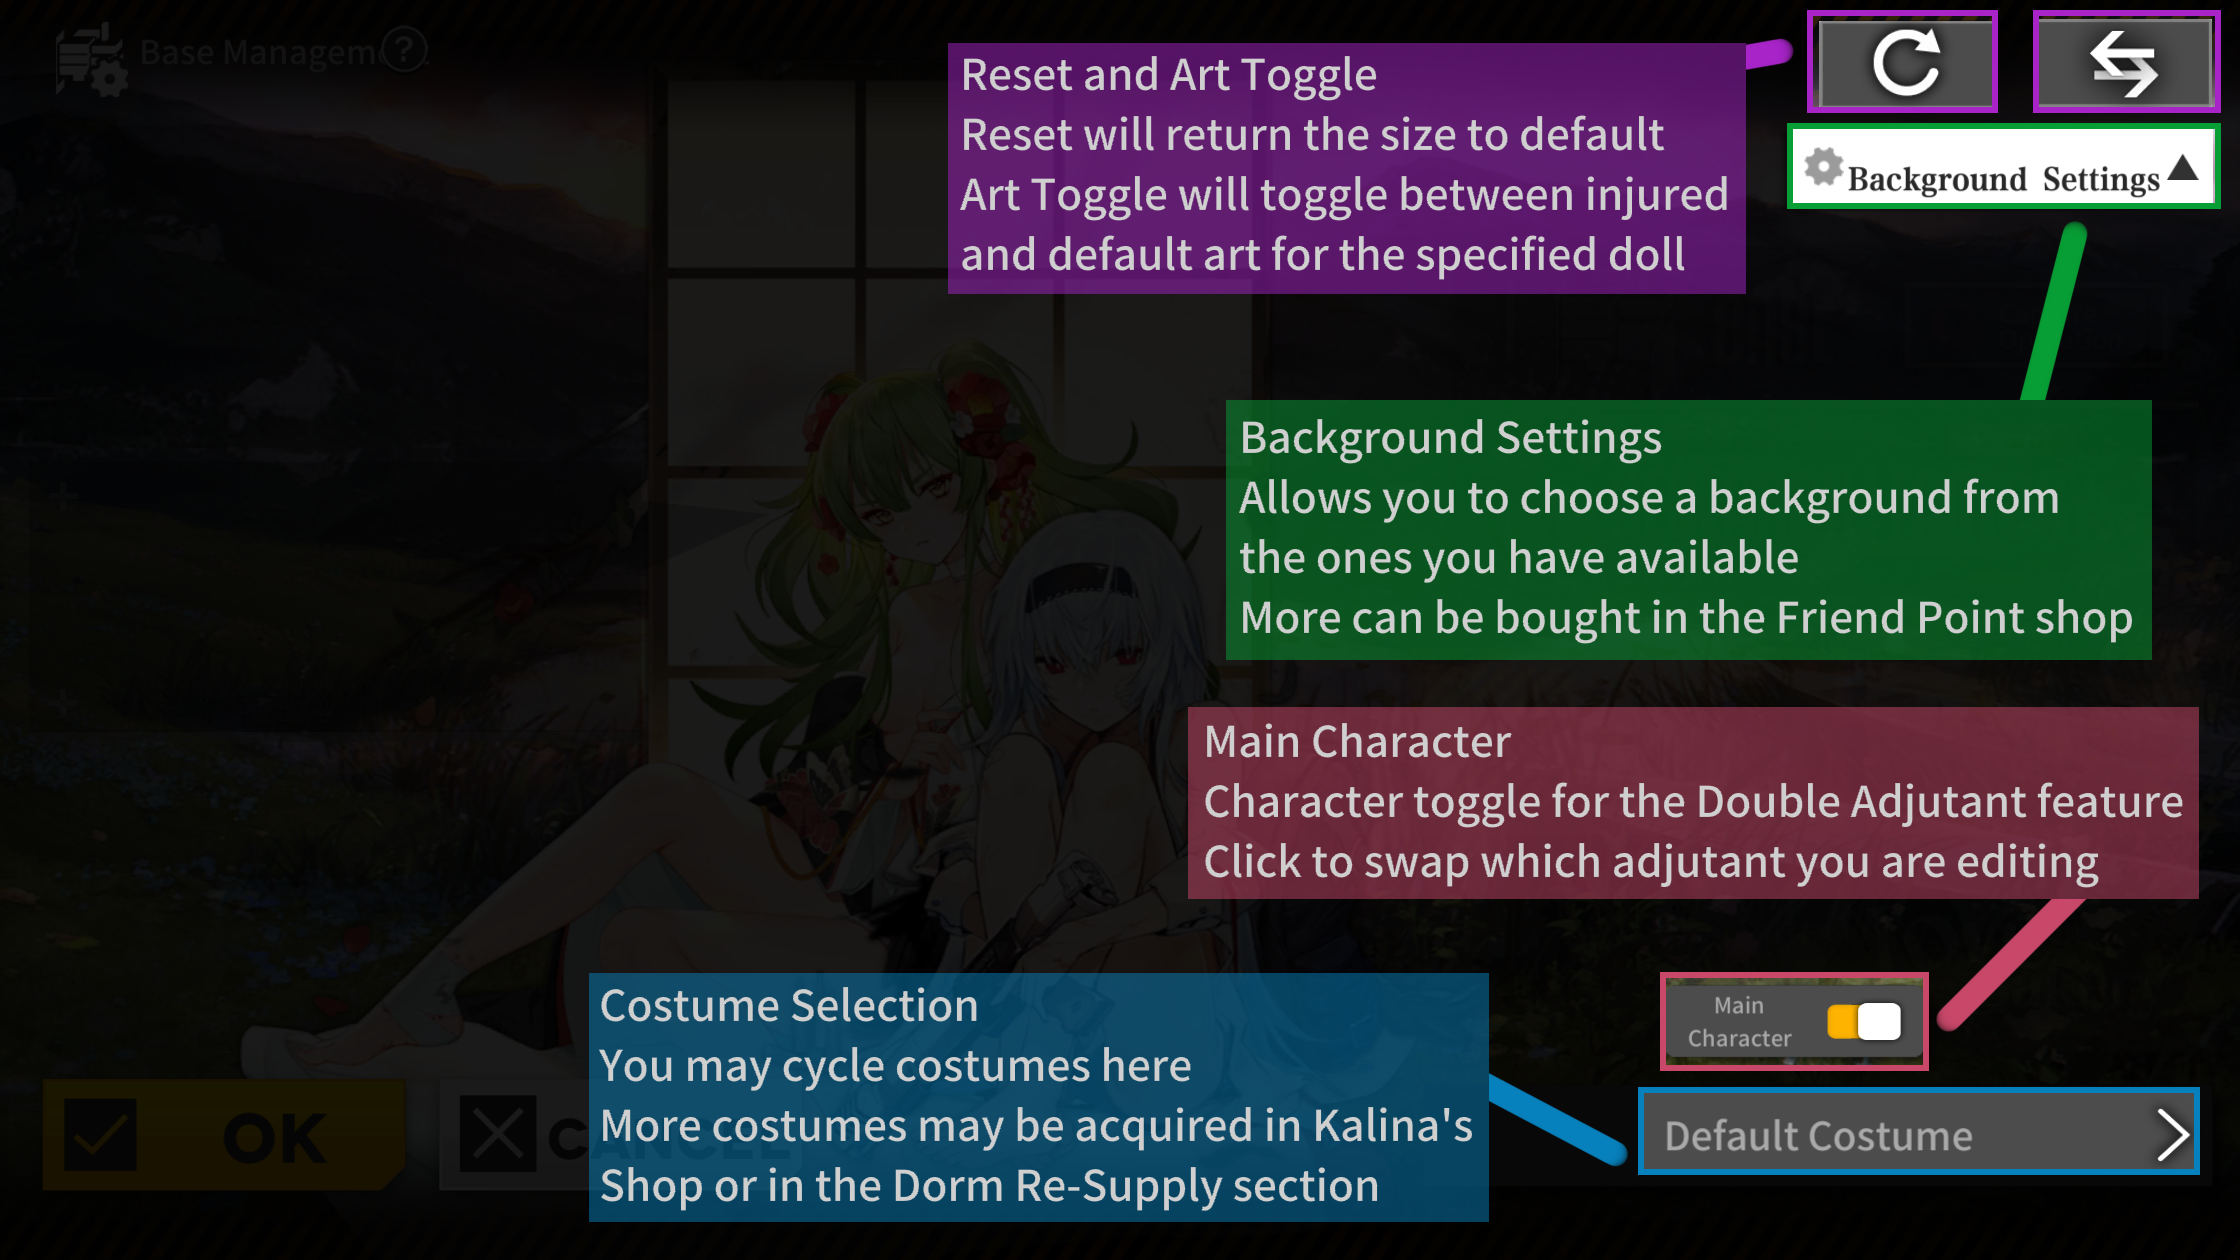 Base Managem
?
Reset and Art Toggle
Reset will return the size to default
Art Toggle will toggle between injured
and default art for the specified doll
Background Settings
Background Settings
Allows you to choose a background from
the ones you have available
More can be bought in the Friend Point shop
Main Character
Character toggle for the Double Adjutant feature
Click to swap which adjutant you are editing
Main
Character
Costume Selection
You may cycle costumes here
More costumes may be acquired in Kalina's
Shop or in the Dorm Re-Supply section
Default Costume
OK
CANCEL